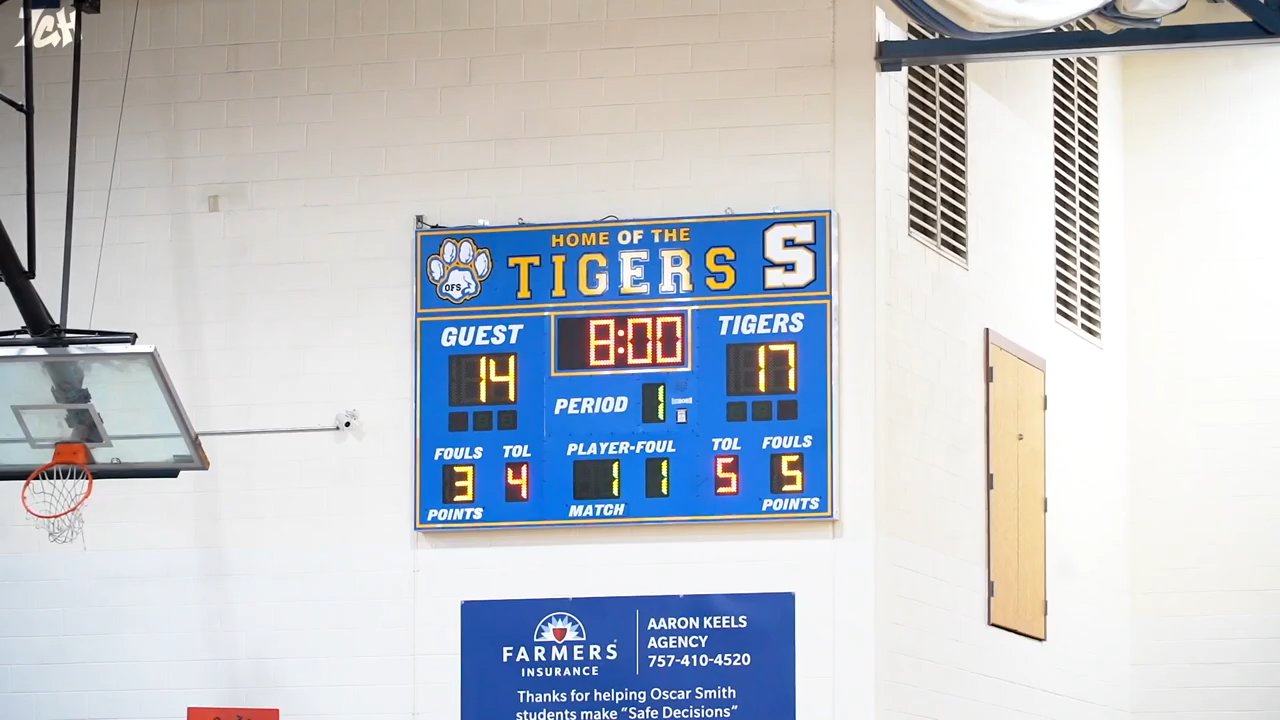 TGH
HOME OF THE
TIGERS
S
OFS
GUEST
8:00
TIGERS
14
17
PERIOD 1
FOULS TOL PLAYER-FOUL TOL FOULS
3 4 1 1 5 5
POINTS MATCH POINTS
FARMERS
INSURANCE
AARON KEELS
AGENCY
757-410-4520
Thanks for helping Oscar Smith
students make “Safe Decisions”